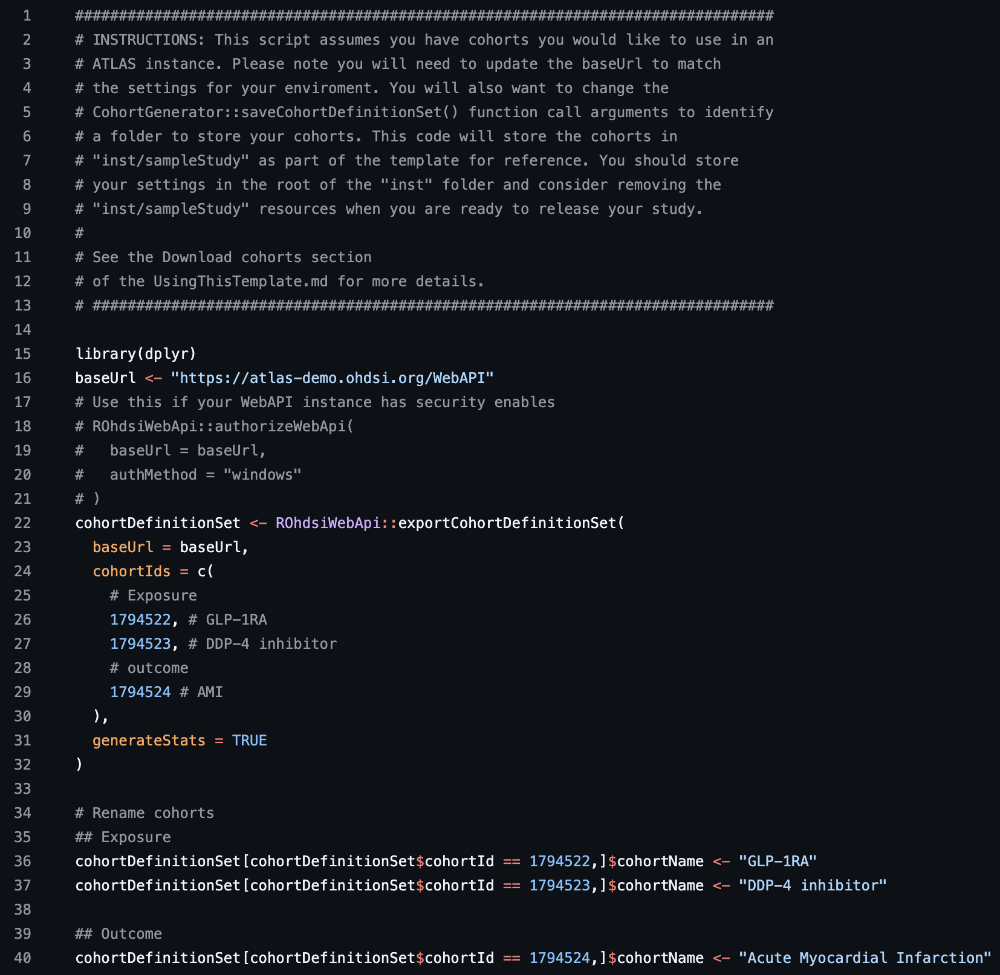 1 ################################################################################
2 # INSTRUCTIONS: This script assumes you have cohorts you would like to use in an
3 # ATLAS instance. Please note you will need to update the baseUrl to match
4 # the settings for your enviroment. You will also want to change the
5 # CohortGenerator::saveCohortDefinitionSet() function call arguments to identify
6 # a folder to store your cohorts. This code will store the cohorts in
7 # "inst/sampleStudy" as part of the template for reference. You should store
8 # your settings in the root of the "inst" folder and consider removing the
9 # "inst/sampleStudy" resources when you are ready to release your study.
10 #
11 # See the Download cohorts section
12 # of the UsingThisTemplate.md for more details.
13 # ##############################################################################
14
15 library(dplyr)
16 baseUrl <- "https://atlas-demo.ohdsi.org/WebAPI"
17 # Use this if your WebAPI instance has security enables
18 # ROhdsiWebApi::authorizeWebApi(
19 #   baseUrl = baseUrl,
20 #   authMethod = "windows"
21 # )
22 cohortDefinitionSet <- ROhdsiWebApi::exportCohortDefinitionSet(
23   baseUrl = baseUrl,
24   cohortIds = c(
25     # Exposure
26     1794522, # GLP-1RA
27     1794523, # DDP-4 inhibitor
28     # outcome
29     1794524 # AMI
30   ),
31   generateStats = TRUE
32 )
33
34 # Rename cohorts
35 ## Exposure
36 cohortDefinitionSet[cohortDefinitionSet$cohortId == 1794522,]$cohortName <- "GLP-1RA"
37 cohortDefinitionSet[cohortDefinitionSet$cohortId == 1794523,]$cohortName <- "DDP-4 inhibitor"
38
39 ## Outcome
40 cohortDefinitionSet[cohortDefinitionSet$cohortId == 1794524,]$cohortName <- "Acute Myocardial Infarction"